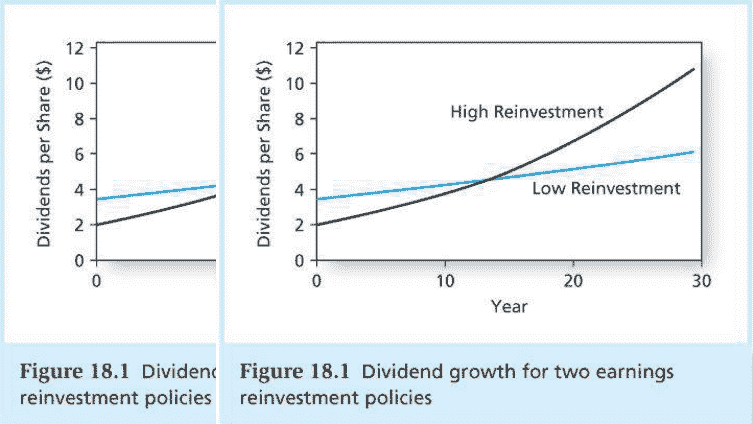 Dividends per Share ($)
12
10
8
6
4
2
0
0
Figure 18.1 Dividend
reinvestment policies
Dividends per Share ($)
12
10
8
6
4
2
0
High Reinvestment
Low Reinvestment
0
10
20
30
Year
Figure 18.1 Dividend growth for two earnings
reinvestment policies